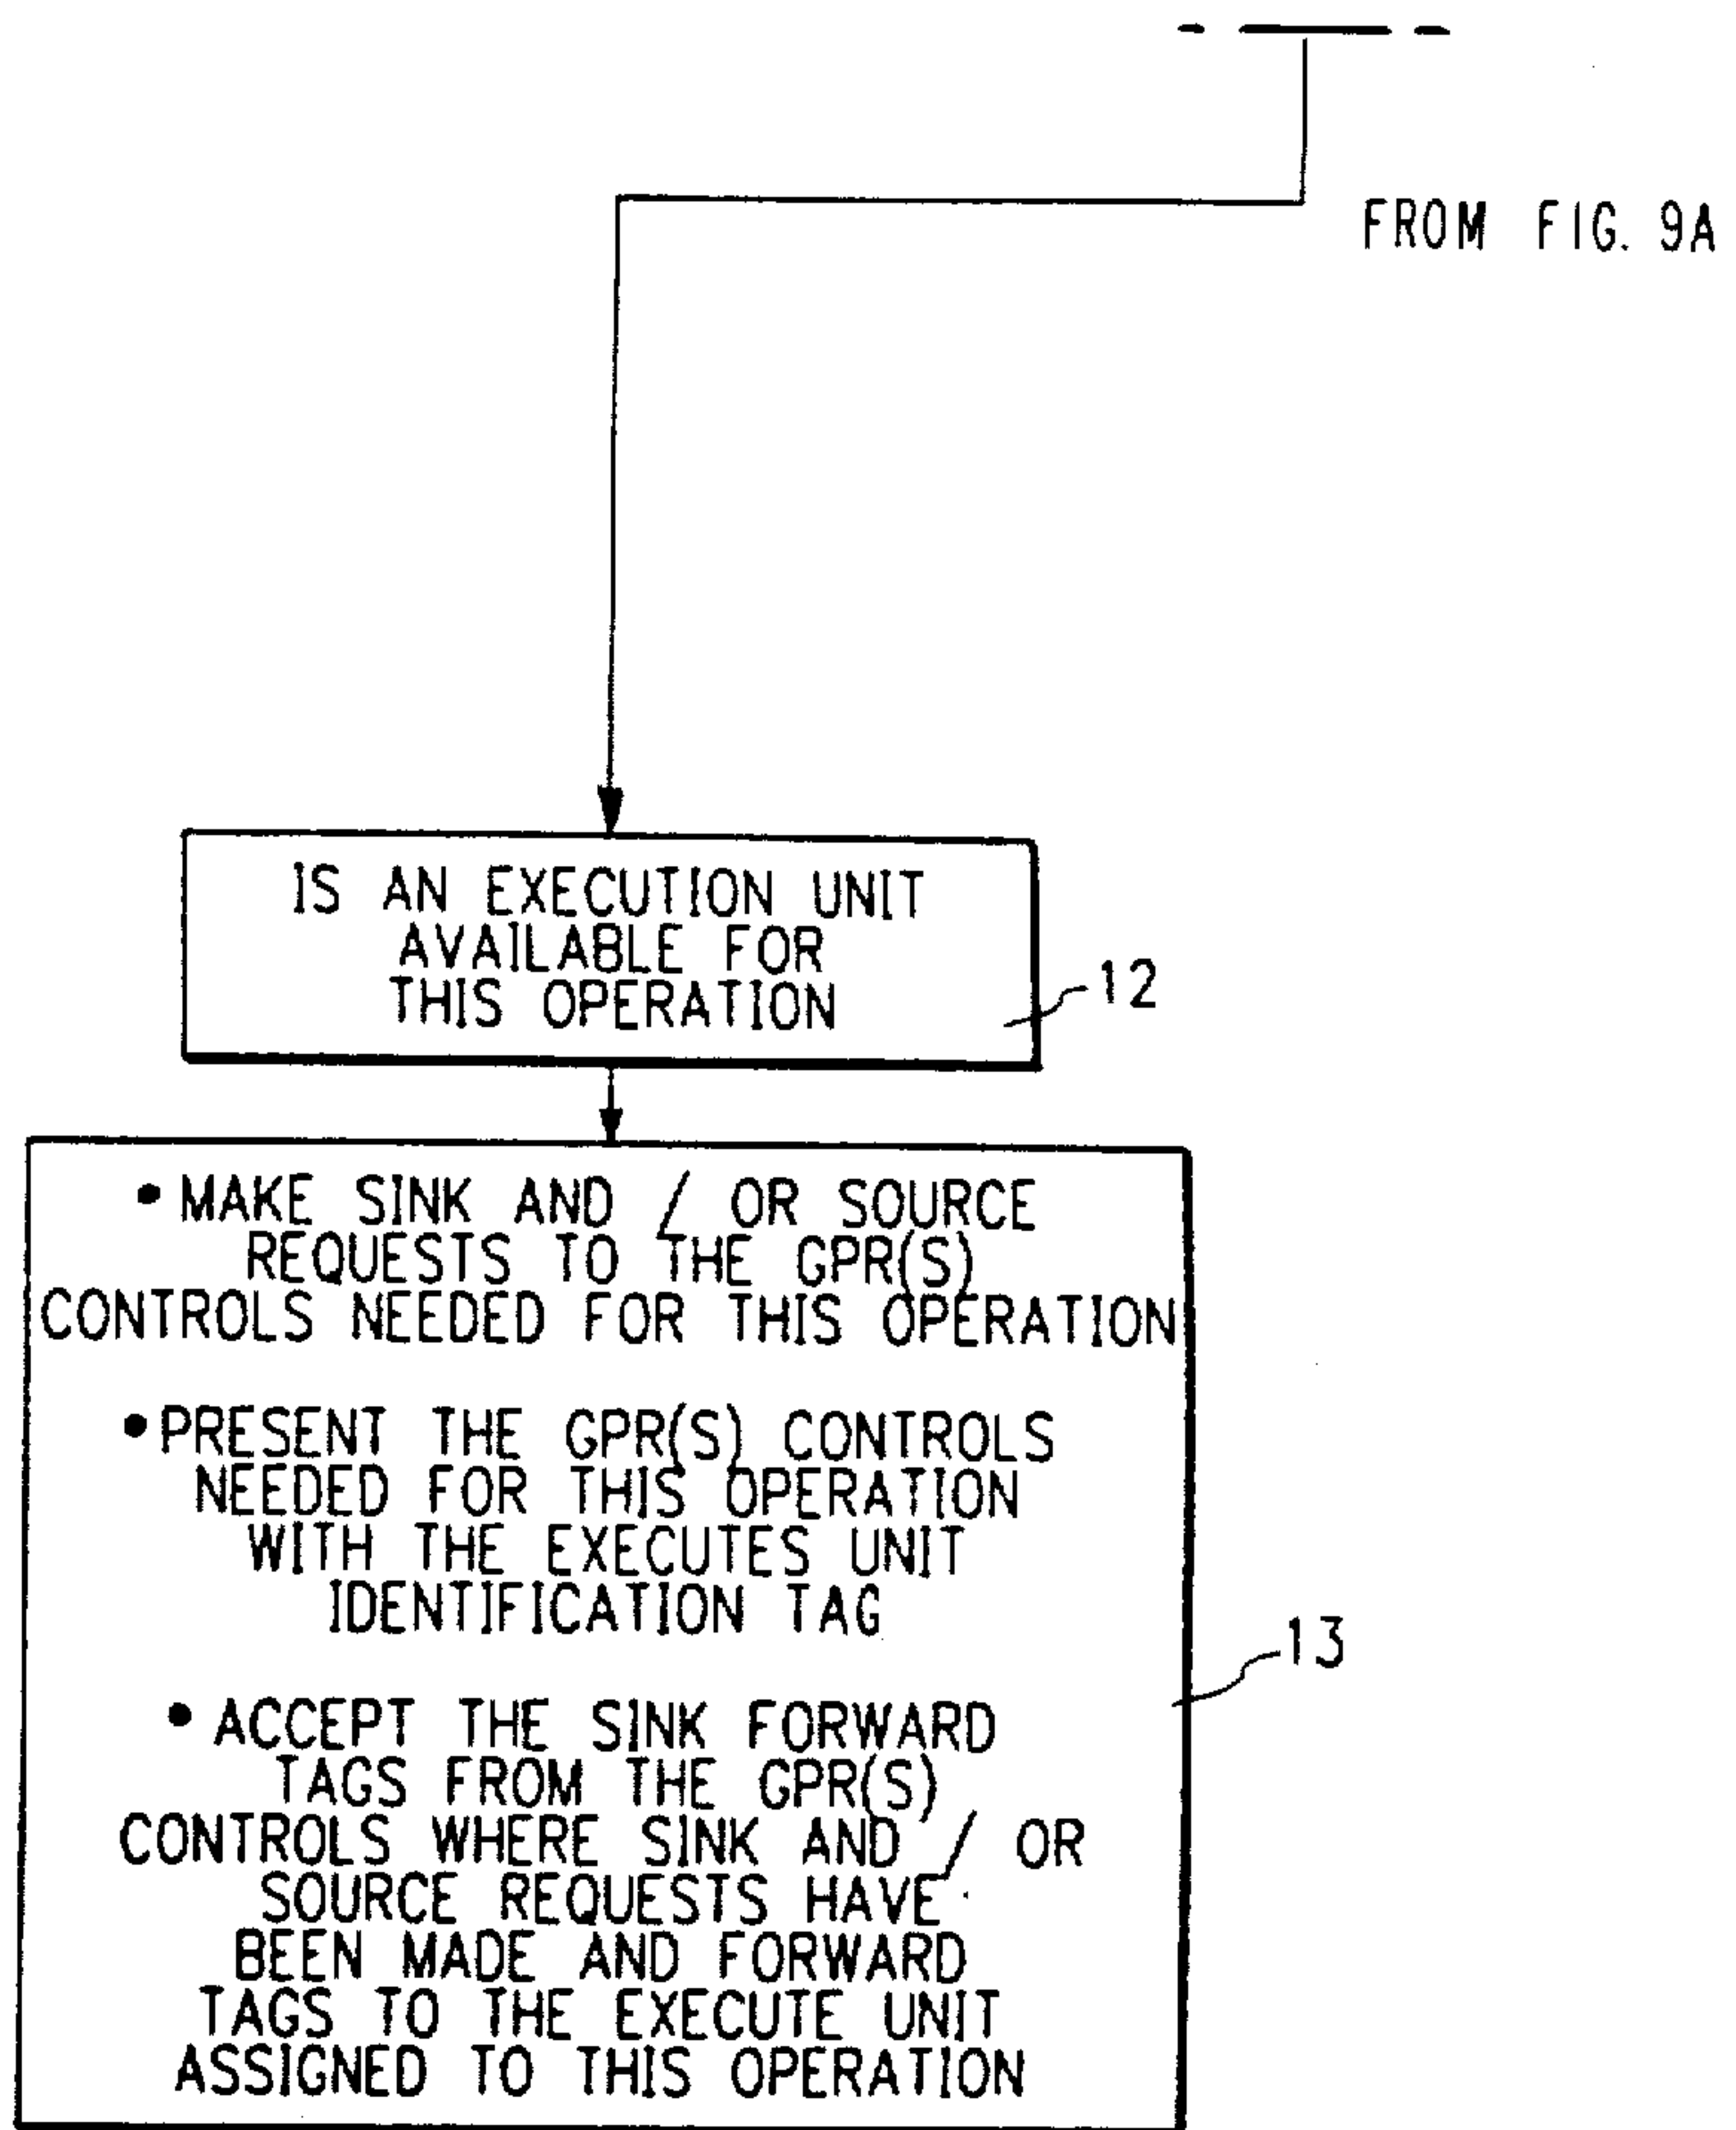 FROM FIG. 9A
IS AN EXECUTION UNIT
AVAILABLE FOR
THIS OPERATION
12
• MAKE SINK AND / OR SOURCE
REQUESTS TO THE GPR(S)
CONTROLS NEEDED FOR THIS OPERATION
• PRESENT THE GPR(S) CONTROLS
NEEDED FOR THIS OPERATION
WITH THE EXECUTES UNIT
IDENTIFICATION TAG
13
• ACCEPT THE SINK FORWARD
TAGS FROM THE GPR(S)
CONTROLS WHERE SINK AND / OR
SOURCE REQUESTS HAVE
BEEN MADE AND FORWARD
TAGS TO THE EXECUTE UNIT
ASSIGNED TO THIS OPERATION